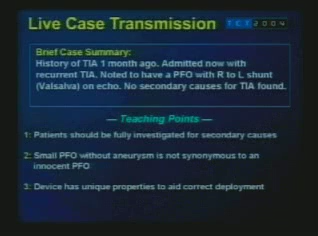 Live Case Transmission
TCT 2004
Brief Case Summary:
History of TIA 1 month ago. Admitted now with
recurrent TIA. Noted to have a PFO with R to L shunt
(Valsalva) on echo. No secondary causes for TIA found.
— Teaching Points —
1: Patients should be fully investigated for secondary causes
2: Small PFO without aneurysm is not synonymous to an
innocent PFO
3: Device has unique properties to aid correct deployment